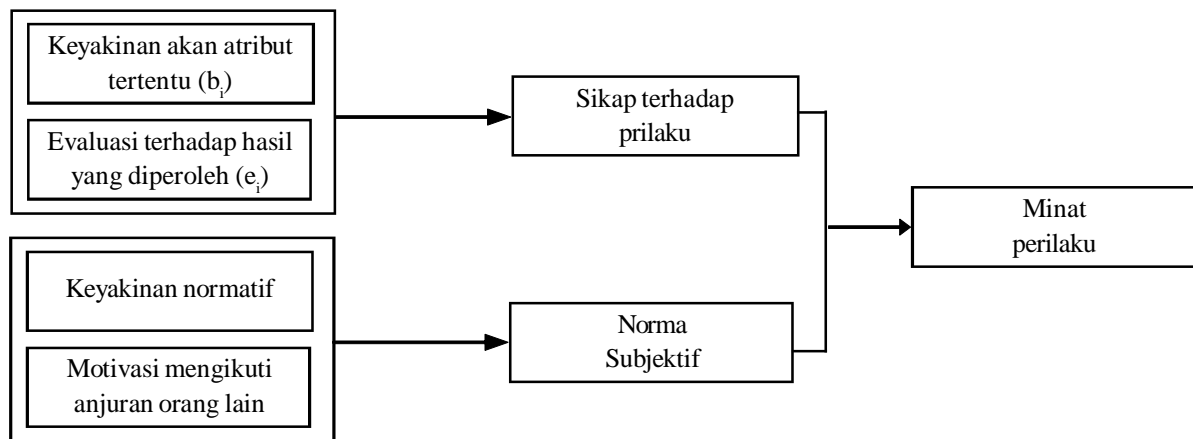 Keyakinan akan atribut
tertentu (bᵢ)
Evaluasi terhadap hasil
yang diperoleh (eᵢ)
Sikap terhadap
prilaku
Minat
perilaku
Keyakinan normatif
Motivasi mengikuti
anjuran orang lain
Norma
Subjektif